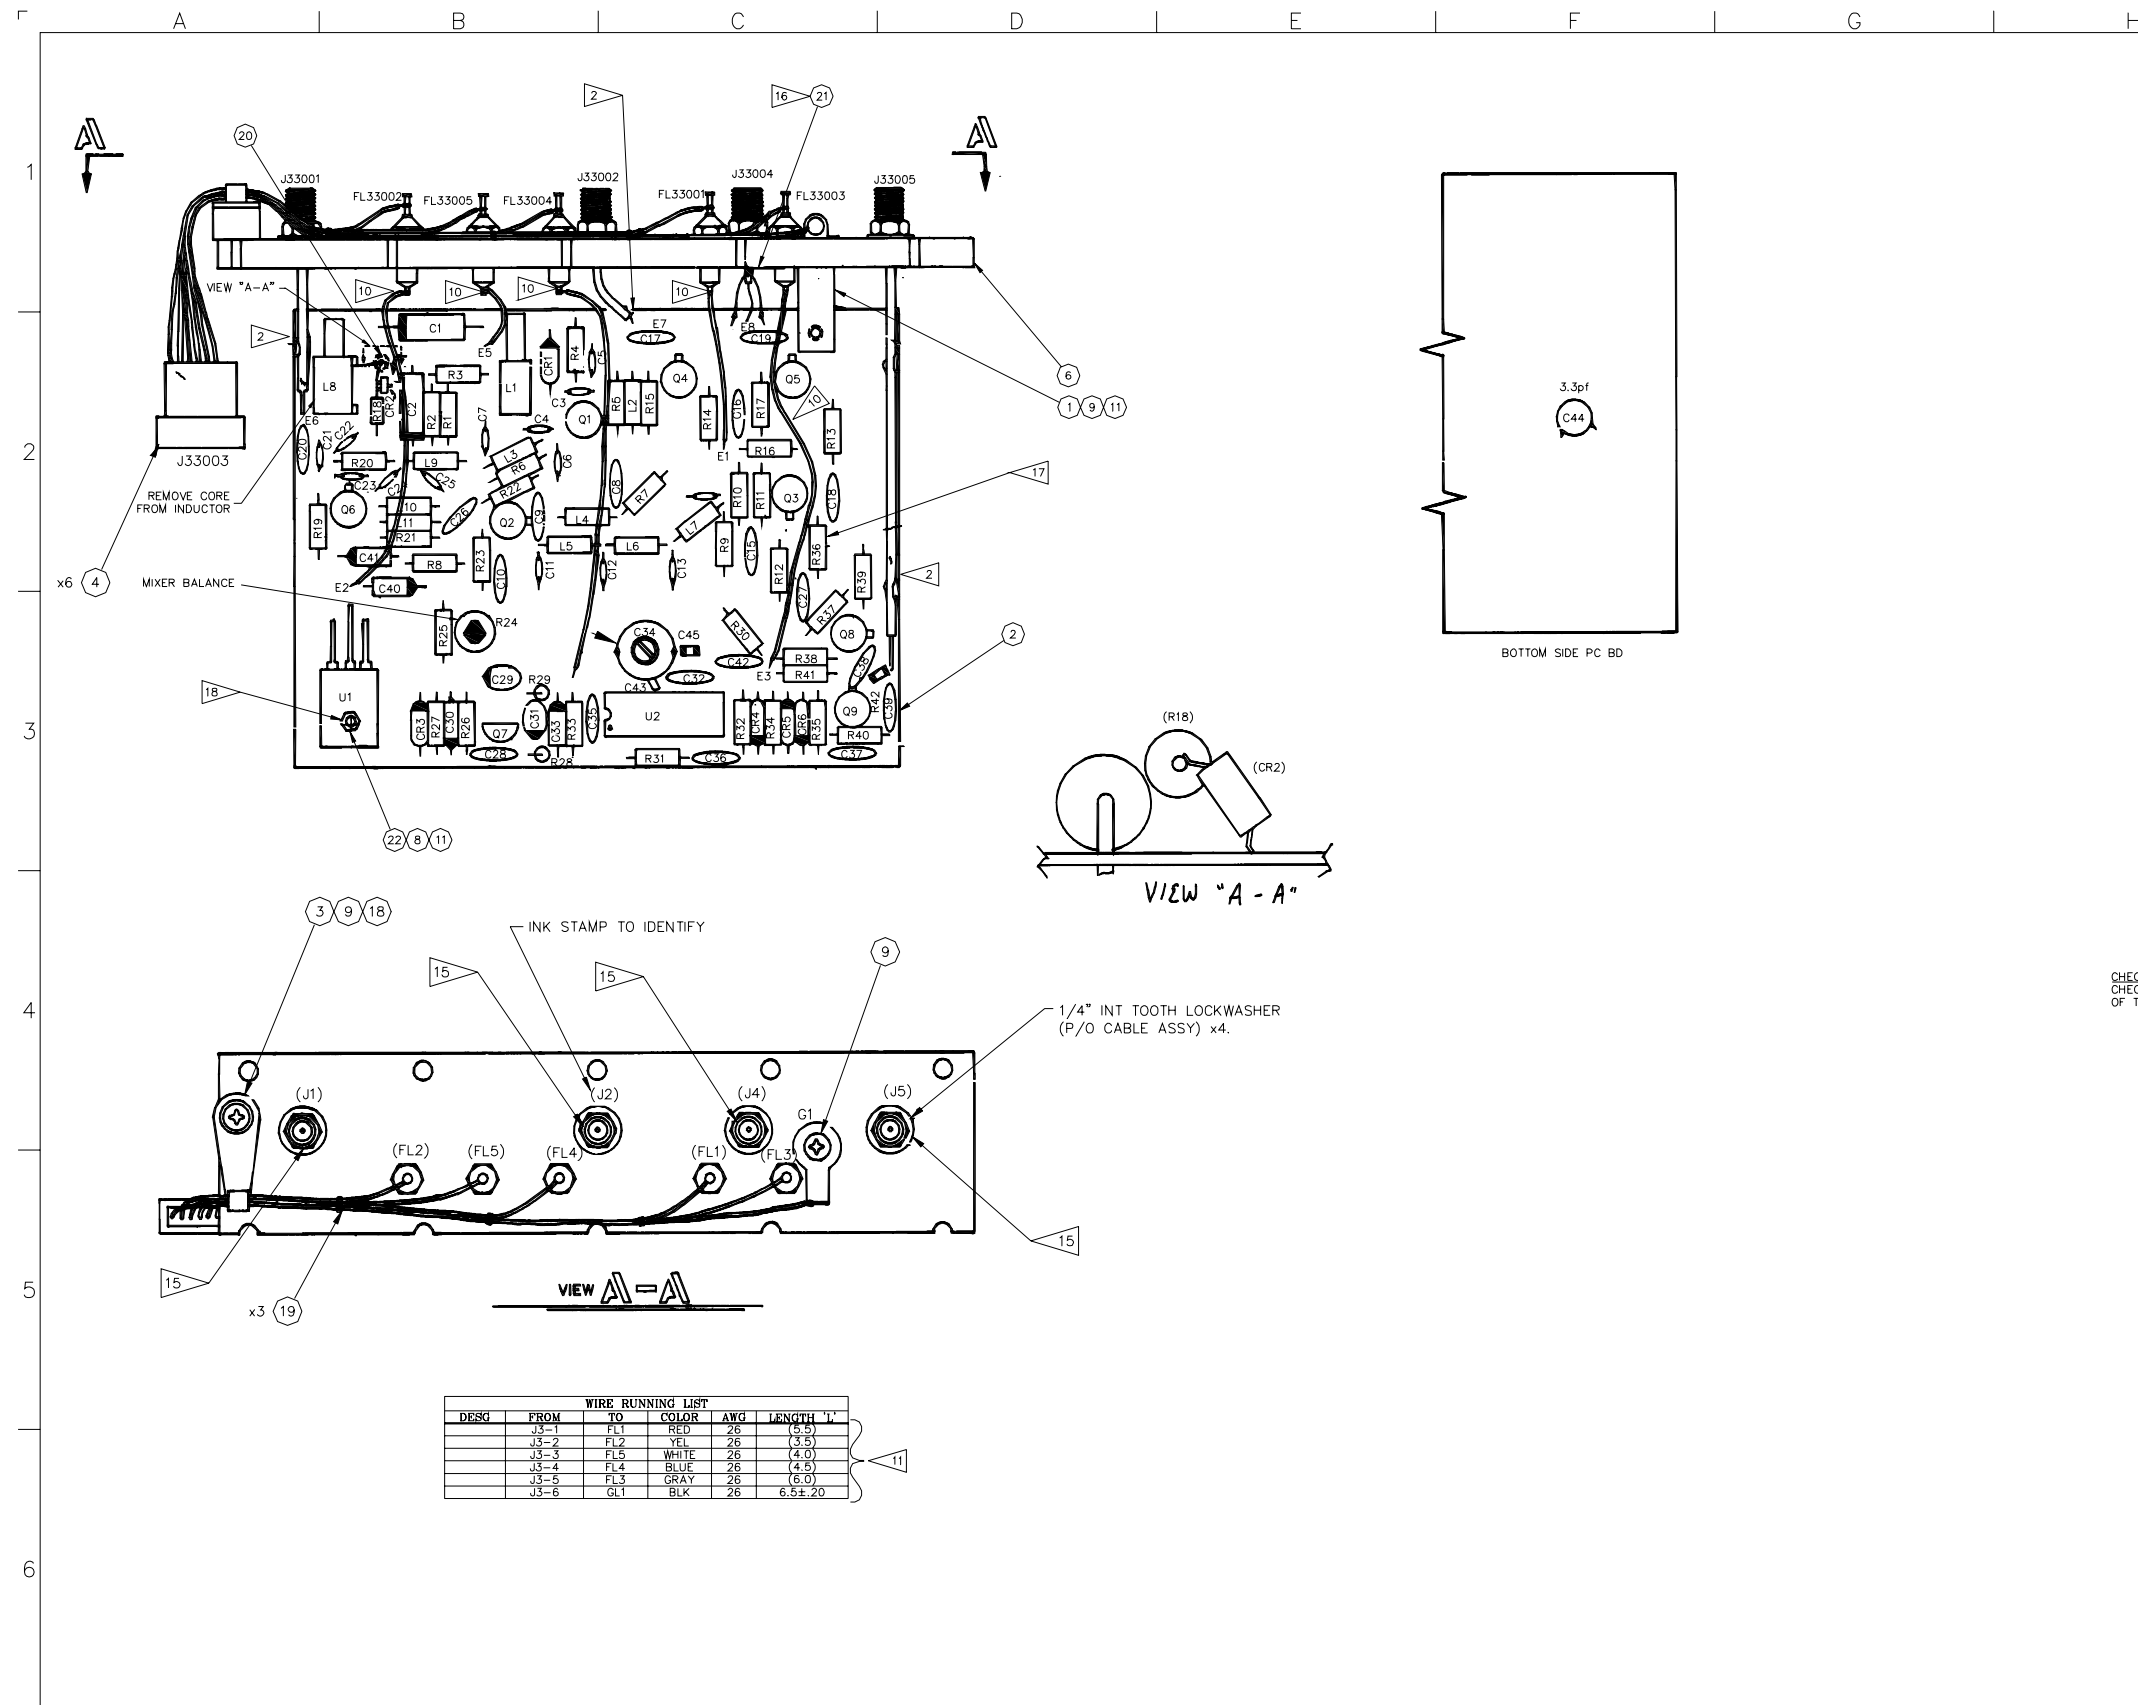 A B C D E F G H
1
2
3
4
5
6
A A
2
16 21
20
J33001 J33002 J33004 J33005
FL33002 FL33005 FL33004 FL33001 FL33003
VIEW "A-A"
10 10 10 10
2
C1 E7 C17 E8 C19
E5 R4 C5 CR1
L8 R3 L1 Q4 Q5
6
1 9 11
R18 CR2 C2 R2 R1 C7 C3 C4 Q1 L2 R15 R14 C16 R17 10 R13
E6 C20 C21 C22
J33003
R20 L9 L3 R6 C6 E1 R16
17
C23 C25 R22 C8 R7 R10 R11 Q3 C18
REMOVE CORE
FROM INDUCTOR
Q6 L11 C26 Q2 C9 L4 L7
R19 R21 L5 L6 R9 C15 R36
C41 R8 R23 C11 C12 C13 R12 R39
x6 4
MIXER BALANCE
E2 C40 C10 C27 R37
2
R25 R24 C34 C45 R30 Q8
2
C42 R38 C38
C29 R29 C43 C32 E3 R41
18
U1 R42
CR3 R27 C30 R26 Q7 C31 C33 R33 C35 U2 R32 CR4 R34 CR5 CR6 R35 Q9 C39
R40
C28 R28 R31 C36 C37
22 8 11
3.3pf
C44
BOTTOM SIDE PC BD
(R18)
(CR2)
VIEW "A - A"
3 9 18
INK STAMP TO IDENTIFY
15 15 9
1/4" INT TOOTH LOCKWASHER
(P/O CABLE ASSY) x4.
(J1) (J2) (J4) G1 (J5)
(FL2) (FL5) (FL4) (FL1) (FL3)
15
15
x3 19
VIEW A-A
WIRE RUNNING LIST
DESG FROM TO COLOR AWG LENGTH 'L'
J3-1 FL1 RED 26 (5.5)
J3-2 FL2 YEL 26 (3.5)
J3-3 FL5 WHITE 26 (4.0)
J3-4 FL4 BLUE 26 (4.5)
J3-5 FL3 GRAY 26 (6.0)
J3-6 GL1 BLK 26 6.5±.20
11
OF